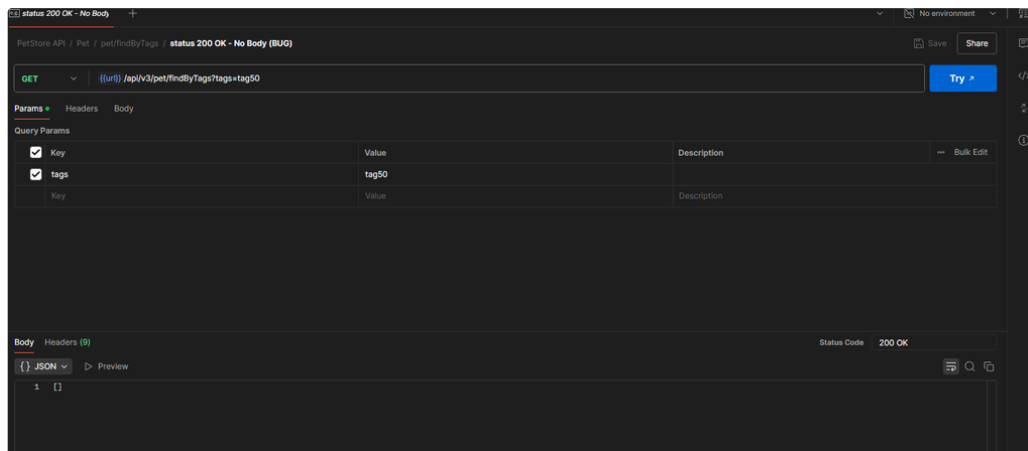 status 200 OK - No Body
No environment
PetStore API / Pet / pet/findByTags / status 200 OK - No Body (BUG)
Save Share
GET {{url}} /api/v3/pet/findByTags?tags=tag50 Try
Params Headers Body
Query Params
Key Value Description Bulk Edit
tags tag50
Key Value Description
Body Headers (9) Status Code 200 OK
{} JSON Preview
1 []